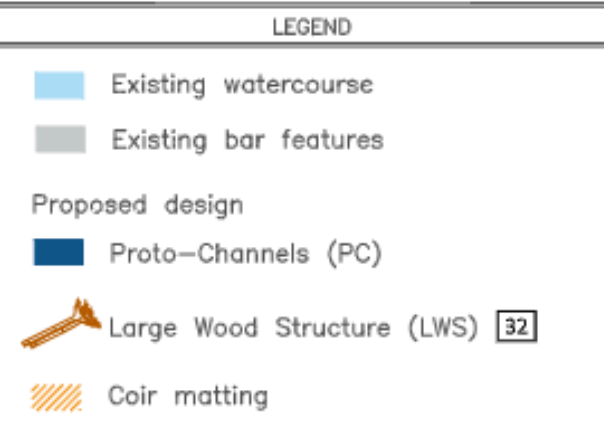 LEGEND
Existing watercourse
Existing bar features
Proposed design
Proto-Channels (PC)
Large Wood Structure (LWS) 32
Coir matting